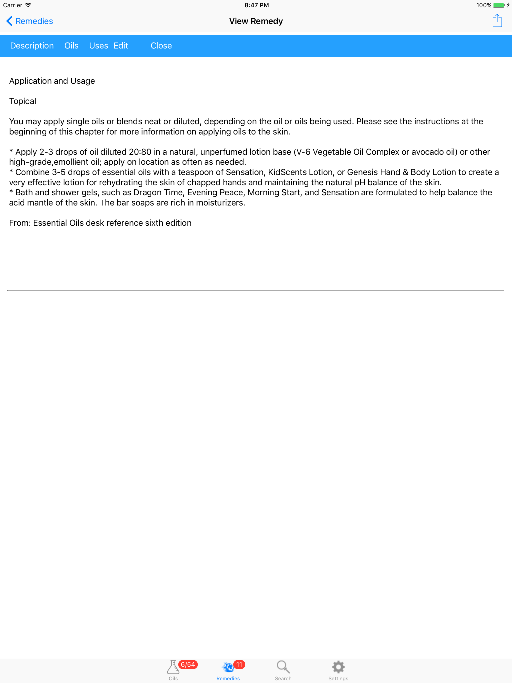 Carrier 8:47 PM 100%
Remedies View Remedy
Description Oils Uses Edit Close
Application and Usage
Topical
You may apply single oils or blends neat or diluted, depending on the oil or oils being used. Please see the instructions at the
beginning of this chapter for more information on applying oils to the skin.
* Apply 2-3 drops of oil diluted 20:80 in a natural, unperfumed lotion base (V-6 Vegetable Oil Complex or avocado oil) or other
high-grade,emollient oil; apply on location as often as needed.
* Combine 3-5 drops of essential oils with a teaspoon of Sensation, KidScents Lotion, or Genesis Hand & Body Lotion to create a
very effective lotion for rehydrating the skin of chapped hands and maintaining the natural pH balance of the skin.
* Bath and shower gels, such as Dragon Time, Evening Peace, Morning Start, and Sensation are formulated to help balance the
acid mantle of the skin. The bar soaps are rich in moisturizers.
From: Essential Oils desk reference sixth edition
6/54 11
Oils Remedies Search Settings